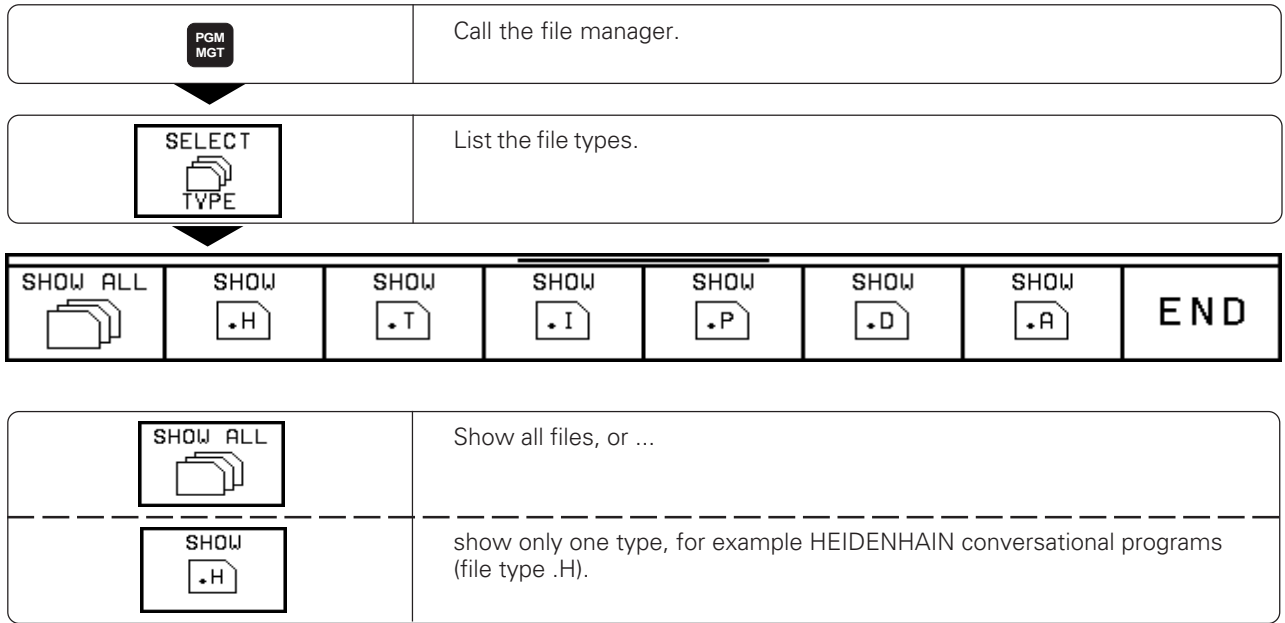 PGM
MGT
Call the file manager.
SELECT
TYPE
List the file types.
SHOW ALL
SHOW
.H
SHOW
.T
SHOW
.I
SHOW
.P
SHOW
.D
SHOW
.A
END
SHOW ALL
Show all files, or ...
SHOW
.H
show only one type, for example HEIDENHAIN conversational programs
(file type .H).